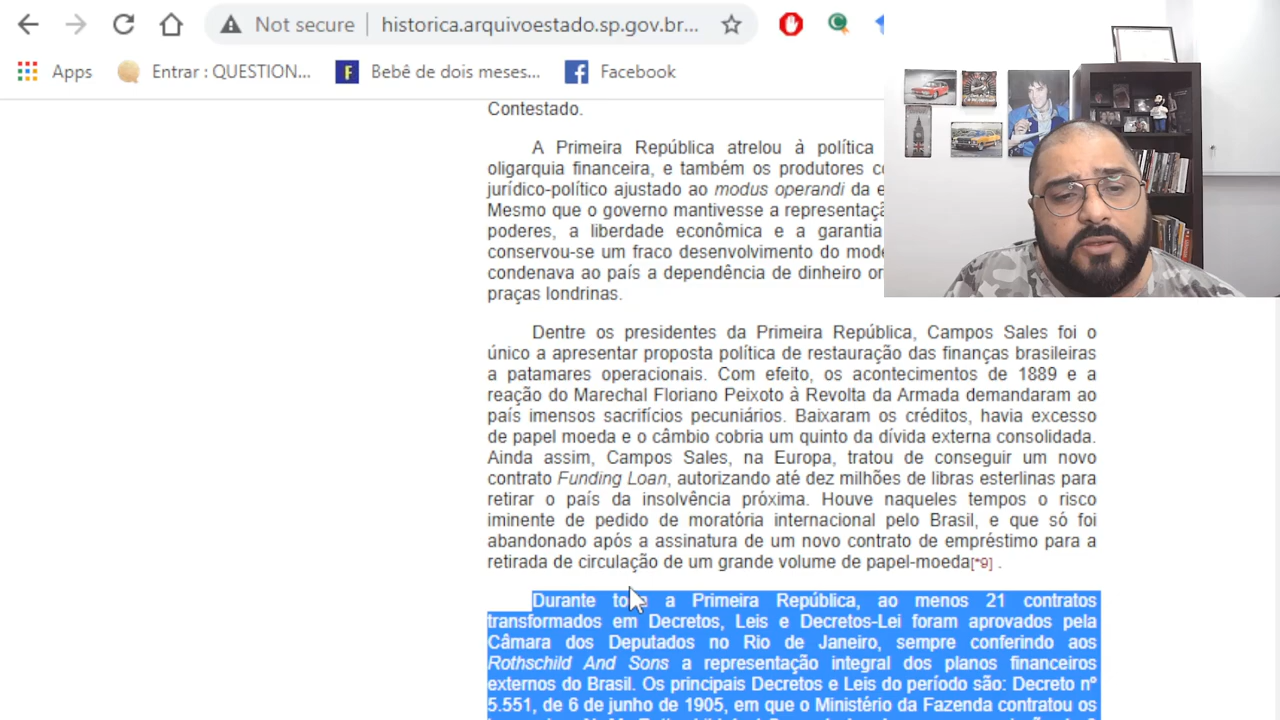 Not secure historica.arquivoestado.sp.gov.br...
Apps Entrar : QUESTION... Bebê de dois meses... Facebook
Contestado.
A Primeira República atrelou à política
oligarquia financeira, e também os produtores
jurídico-político ajustado ao modus operandi da
Mesmo que o governo mantivesse a
poderes, a liberdade econômica e a garantia
conservou-se um fraco desenvolvimento do
condenava ao país a dependência de dinheiro
praças londrinas.
Dentre os presidentes da Primeira República, Campos Sales foi o
único a apresentar proposta política de restauração das finanças brasileiras
a patamares operacionais. Com efeito, os acontecimentos de 1889 e a
reação do Marechal Floriano Peixoto à Revolta da Armada demandaram ao
país imensos sacrifícios pecuniários. Baixaram os créditos, havia excesso
de papel moeda e o câmbio cobria um quinto da dívida externa consolidada.
Ainda assim, Campos Sales, na Europa, tratou de conseguir um novo
contrato Funding Loan, autorizando até dez milhões de libras esterlinas para
retirar o país da insolvência próxima. Houve naqueles tempos o risco
iminente de pedido de moratória internacional pelo Brasil, e que só foi
abandonado após a assinatura de um novo contrato de empréstimo para a
retirada de circulação de um grande volume de papel-moeda[*9] .
Durante a Primeira República, ao menos 21 contratos
transformados em Decretos, Leis e Decretos-Lei foram aprovados pela
Câmara dos Deputados no Rio de Janeiro, sempre conferindo aos
Rothschild And Sons a representação integral dos planos financeiros
externos do Brasil. Os principais Decretos e Leis do período são: Decreto nº
5.551, de 6 de junho de 1905, em que o Ministério da Fazenda contratou os